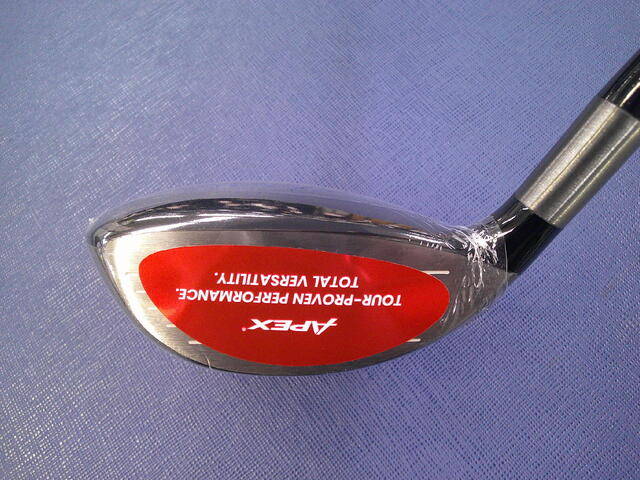 APEX®
TOUR-PROVEN PERFORMANCE.
TOTAL VERSATILITY.